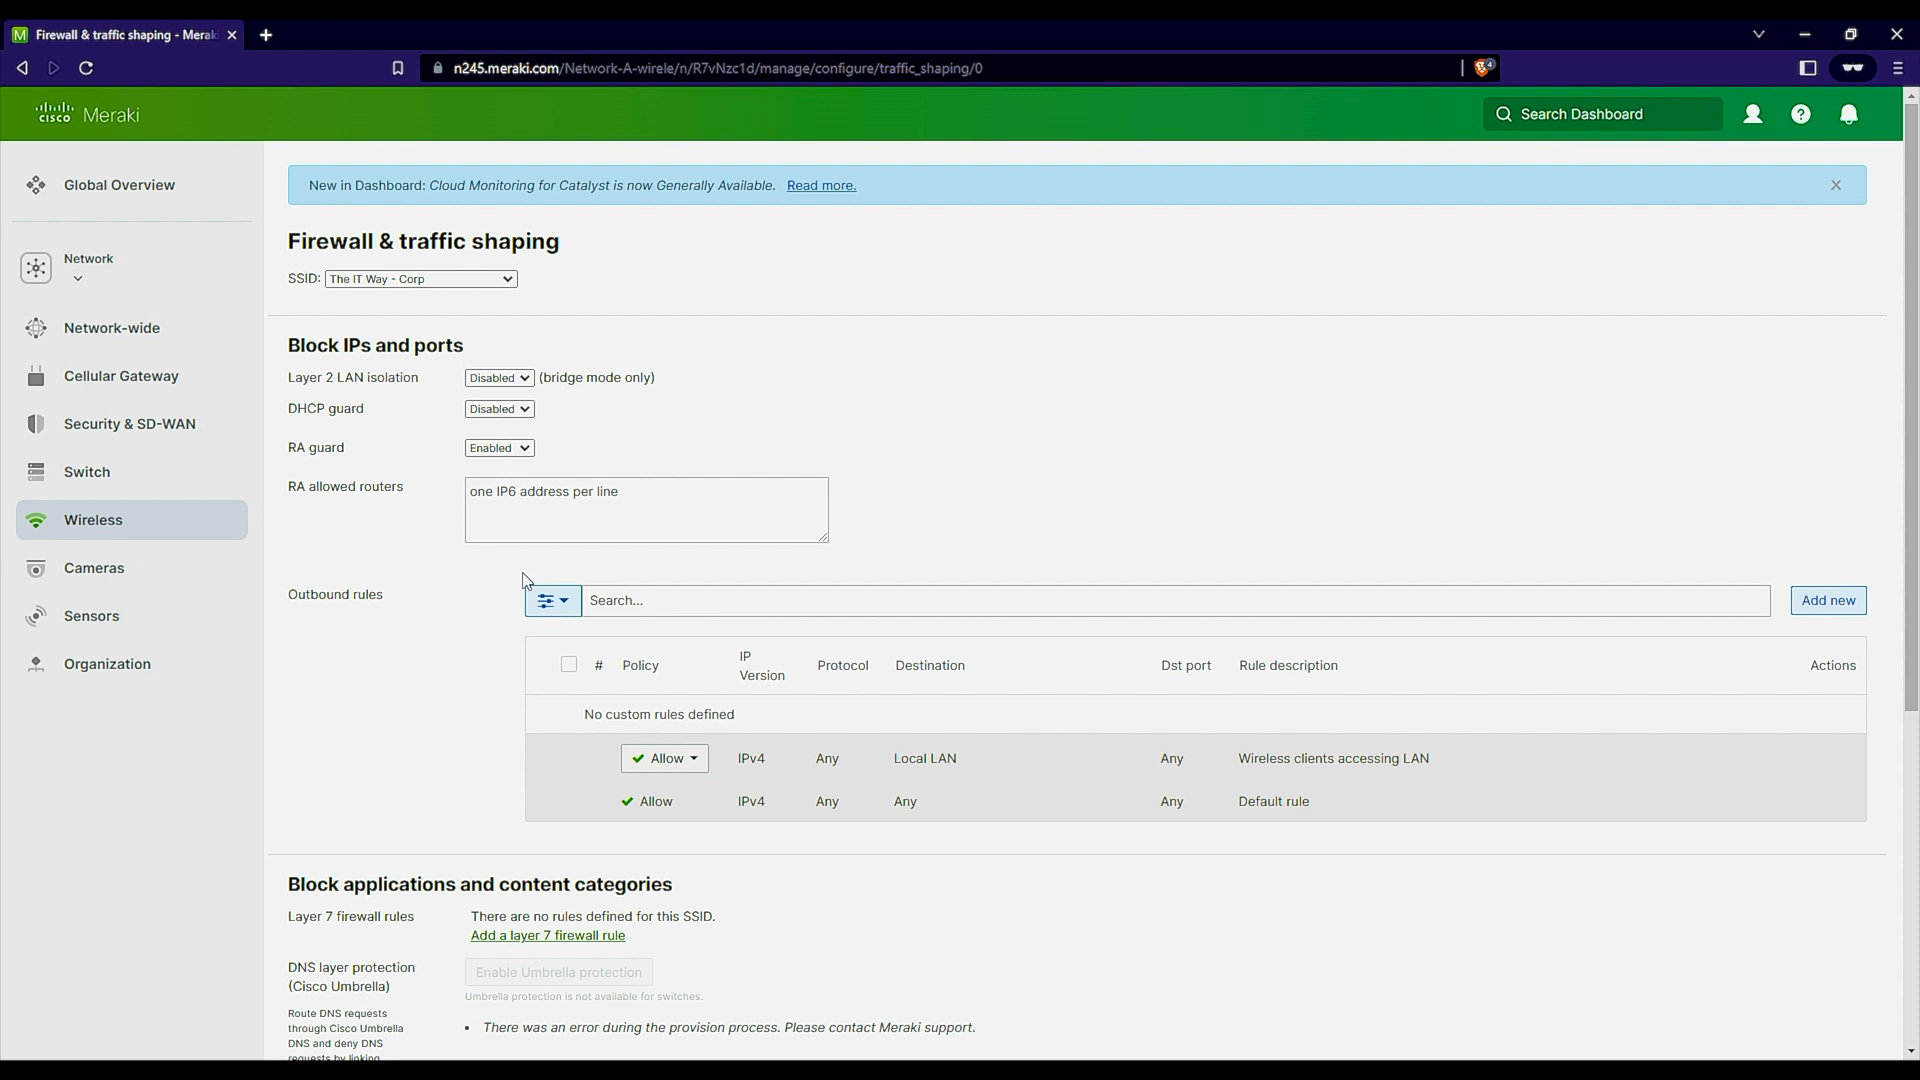 Firewall & traffic shaping - Merak
n245.meraki.com/Network-A-wirele/n/R7vNzc1d/manage/configure/traffic_shaping/0
4
CISCO Meraki
Search Dashboard
Global Overview
Network
Network-wide
Cellular Gateway
Security & SD-WAN
Switch
Wireless
Cameras
Sensors
Organization
New in Dashboard: Cloud Monitoring for Catalyst is now Generally Available. Read more.
Firewall & traffic shaping
SSID: The IT Way - Corp
Block IPs and ports
Layer 2 LAN isolation Disabled (bridge mode only)
DHCP guard Disabled
RA guard Enabled
RA allowed routers one IP6 address per line
Outbound rules Search... Add new
# Policy IP Version Protocol Destination Dst port Rule description Actions
No custom rules defined
Allow IPv4 Any Local LAN Any Wireless clients accessing LAN
Allow IPv4 Any Any Any Default rule
Block applications and content categories
Layer 7 firewall rules There are no rules defined for this SSID.
Add a layer 7 firewall rule
DNS layer protection
(Cisco Umbrella)
Enable Umbrella protection
Umbrella protection is not available for switches.
Route DNS requests
through Cisco Umbrella
DNS and deny DNS
requests by linking
• There was an error during the provision process. Please contact Meraki support.